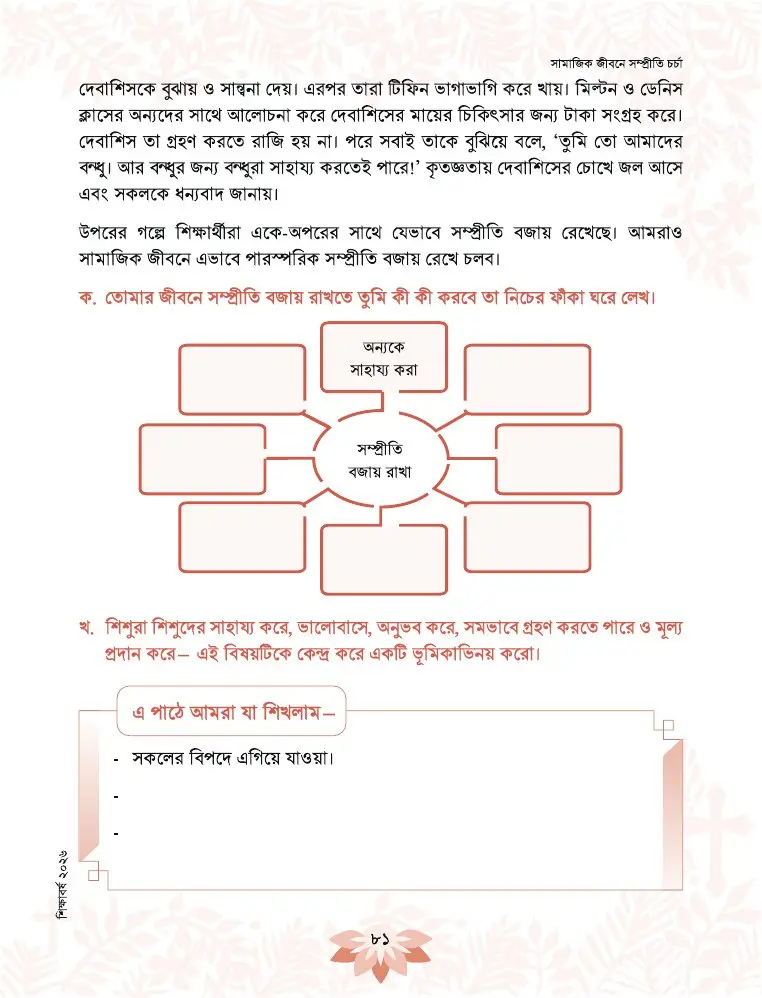 সামাজিক জীবনে সম্প্রীতি চর্চা
দেবাশিসকে বুঝায় ও সান্ত্বনা দেয়। এরপর তারা টিফিন ভাগাভাগি করে খায়। মিল্টন ও ডেনিস
ক্লাসের অন্যদের সাথে আলোচনা করে দেবাশিসের মায়ের চিকিৎসার জন্য টাকা সংগ্রহ করে।
দেবাশিস তা গ্রহণ করতে রাজি হয় না। পরে সবাই তাকে বুঝিয়ে বলে, ‘তুমি তো আমাদের
বন্ধু। আর বন্ধুর জন্য বন্ধুরা সাহায্য করতেই পারে!’ কৃতজ্ঞতায় দেবাশিসের চোখে জল আসে
এবং সকলকে ধন্যবাদ জানায়।
উপরের গল্পে শিক্ষার্থীরা একে-অপরের সাথে যেভাবে সম্প্রীতি বজায় রেখেছে। আমরাও
সামাজিক জীবনে এভাবে পারস্পরিক সম্প্রীতি বজায় রেখে চলব।
ক. তোমার জীবনে সম্প্রীতি বজায় রাখতে তুমি কী কী করবে তা নিচের ফাঁকা ঘরে লেখ।
অন্যকে
সাহায্য করা
সম্প্রীতি
বজায় রাখা
খ. শিশুরা শিশুদের সাহায্য করে, ভালোবাসে, অনুভব করে, সমভাবে গ্রহণ করতে পারে ও মূল্য
প্রদান করে– এই বিষয়টিকে কেন্দ্র করে একটি ভূমিকাভিনয় করো।
এ পাঠে আমরা যা শিখলাম–
- সকলের বিপদে এগিয়ে যাওয়া।
-
-
শিক্ষাবর্ষ ২০২৬
৮১